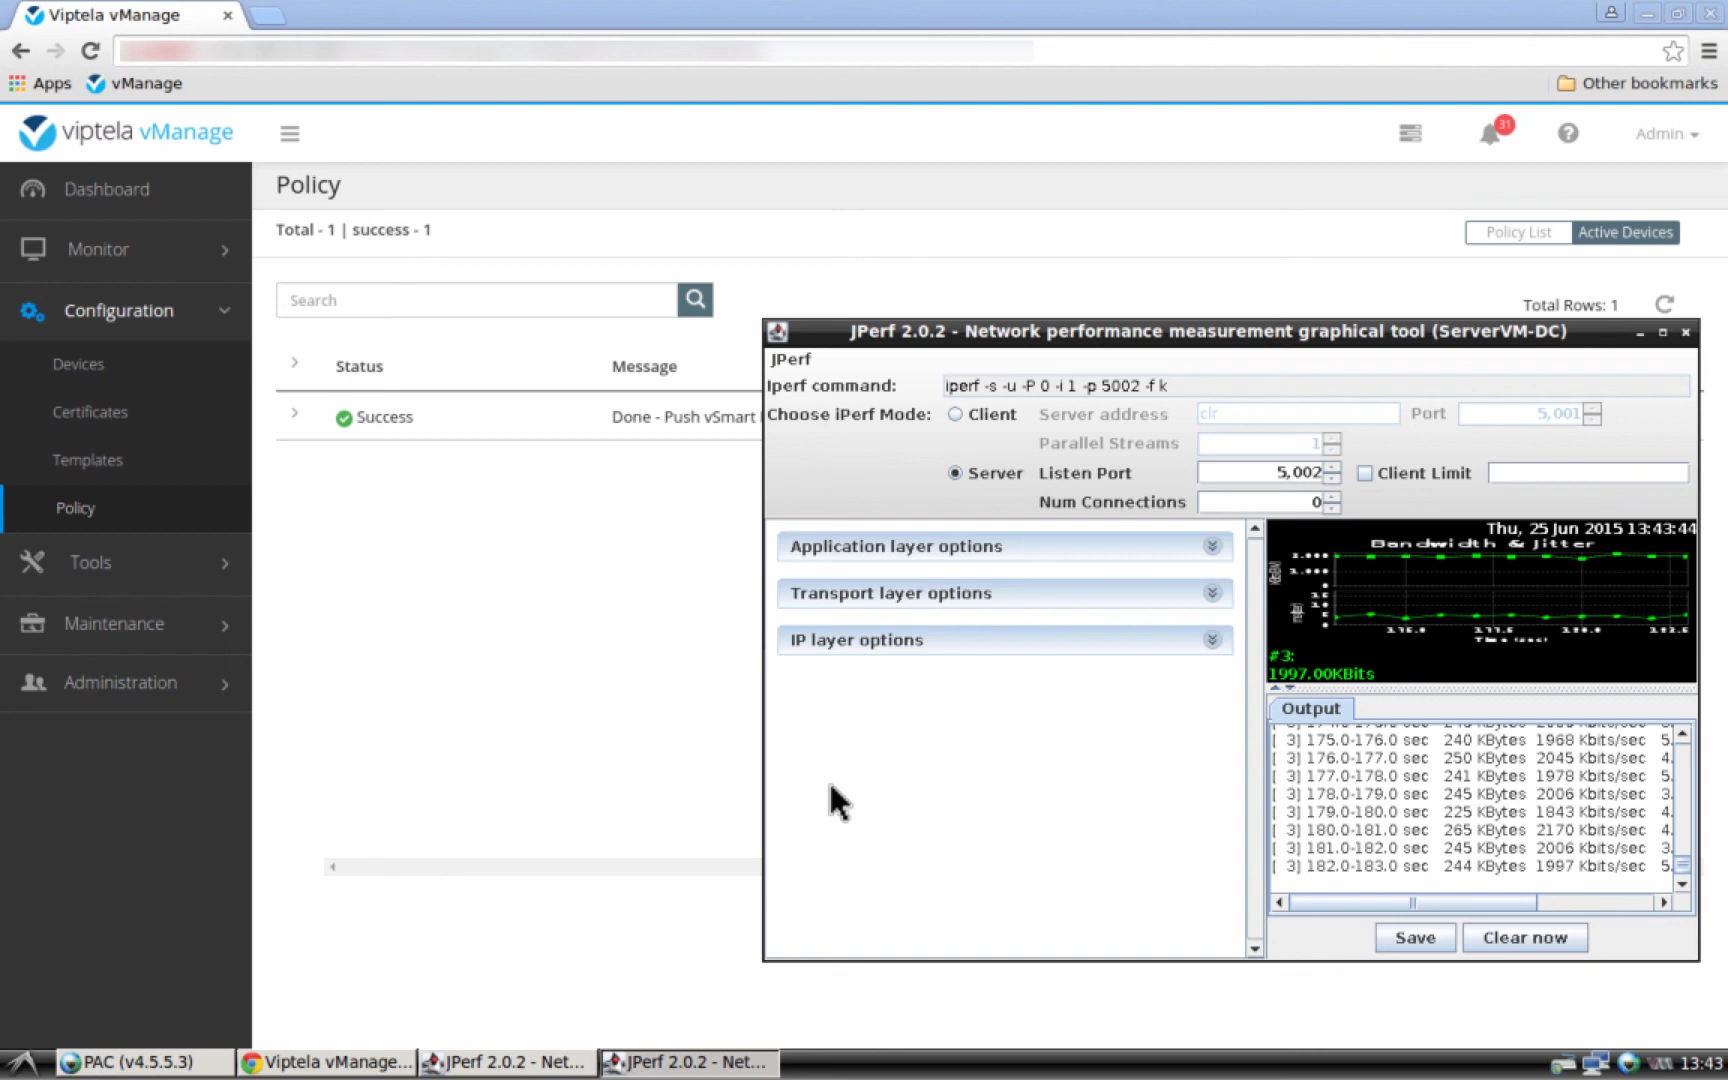 Viptela vManage
Apps
vManage
Other bookmarks
viptela vManage
31
Admin
Dashboard
Monitor
Configuration
Devices
Certificates
Templates
Policy
Tools
Maintenance
Administration
Policy
Total - 1 | success - 1
Policy List
Active Devices
Search
Total Rows: 1
Status
Message
Success
Done - Push vSmart
JPerf 2.0.2 - Network performance measurement graphical tool (ServerVM-DC)
JPerf
Iperf command:
iperf -s -u -P 0 -i 1 -p 5002 -f k
Choose iPerf Mode:
Client
Server address
clr
Port
5,001
Parallel Streams
1
Server
Listen Port
5,002
Client Limit
Num Connections
0
Application layer options
Transport layer options
IP layer options
Thu, 25 Jun 2015 13:43:44
Bandwidth & Jitter
#3:
1997.00KBits
Output
[ 3] 175.0-176.0 sec 240 KBytes 1968 Kbits/sec 5.
[ 3] 176.0-177.0 sec 250 KBytes 2045 Kbits/sec 4.
[ 3] 177.0-178.0 sec 241 KBytes 1978 Kbits/sec 5.
[ 3] 178.0-179.0 sec 245 KBytes 2006 Kbits/sec 3.
[ 3] 179.0-180.0 sec 225 KBytes 1843 Kbits/sec 4.
[ 3] 180.0-181.0 sec 265 KBytes 2170 Kbits/sec 4.
[ 3] 181.0-182.0 sec 245 KBytes 2006 Kbits/sec 3.
[ 3] 182.0-183.0 sec 244 KBytes 1997 Kbits/sec 5.
Save
Clear now
PAC (v4.5.5.3)
Viptela vManage...
JPerf 2.0.2 - Net...
JPerf 2.0.2 - Net...
13:43